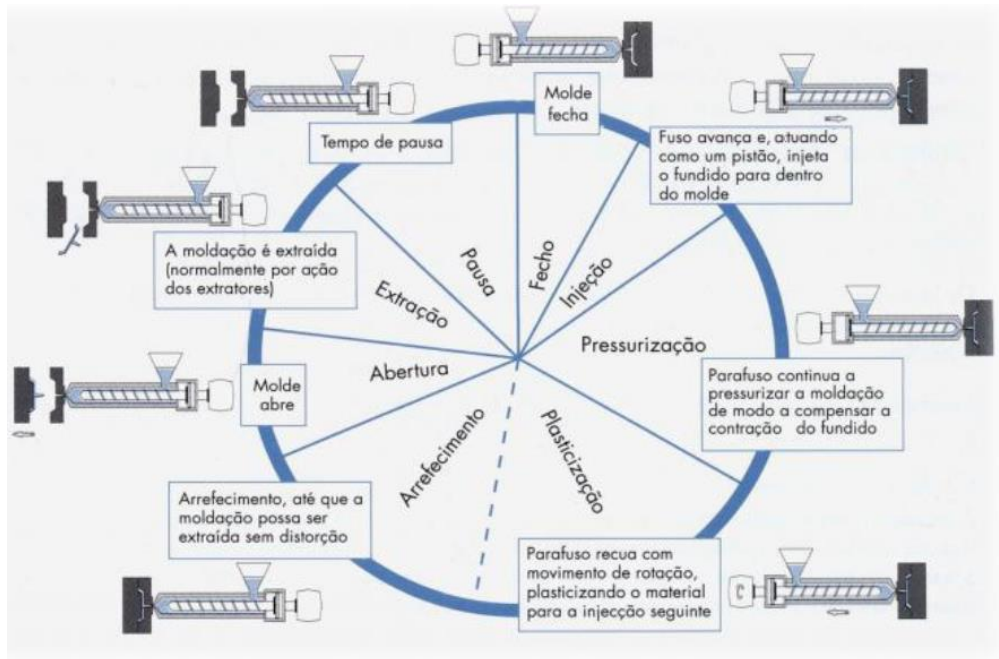 Molde
fecha
Fuso avança e, atuando
como um pistão, injeta
o fundido para dentro
do molde
Parafuso continua a
pressurizar a moldação
de modo a compensar a
contração do fundido
Parafuso recua com
movimento de rotação,
plasticizando o material
para a injecção seguinte
Arrefecimento, até que a
moldação possa ser
extraída sem distorção
Molde
abre
A moldação é extraída
(normalmente por ação
dos extratores)
Tempo de pausa
Fecho
Injeção
Pressurização
Plasticização
Arrefecimento
Abertura
Extração
Pausa